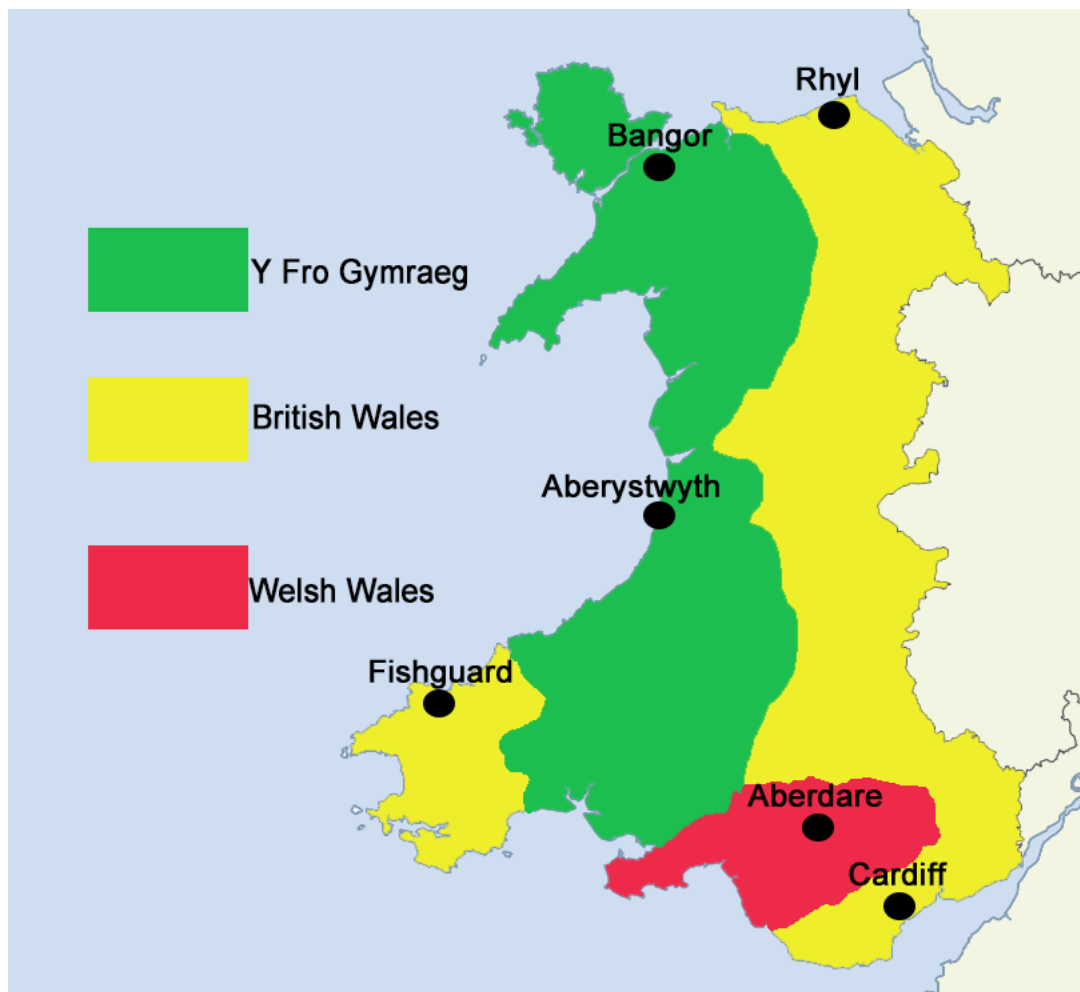 Rhyl
Bangor
Y Fro Gymraeg
British Wales
Aberystwyth
Welsh Wales
Fishguard
Aberdare
Cardiff